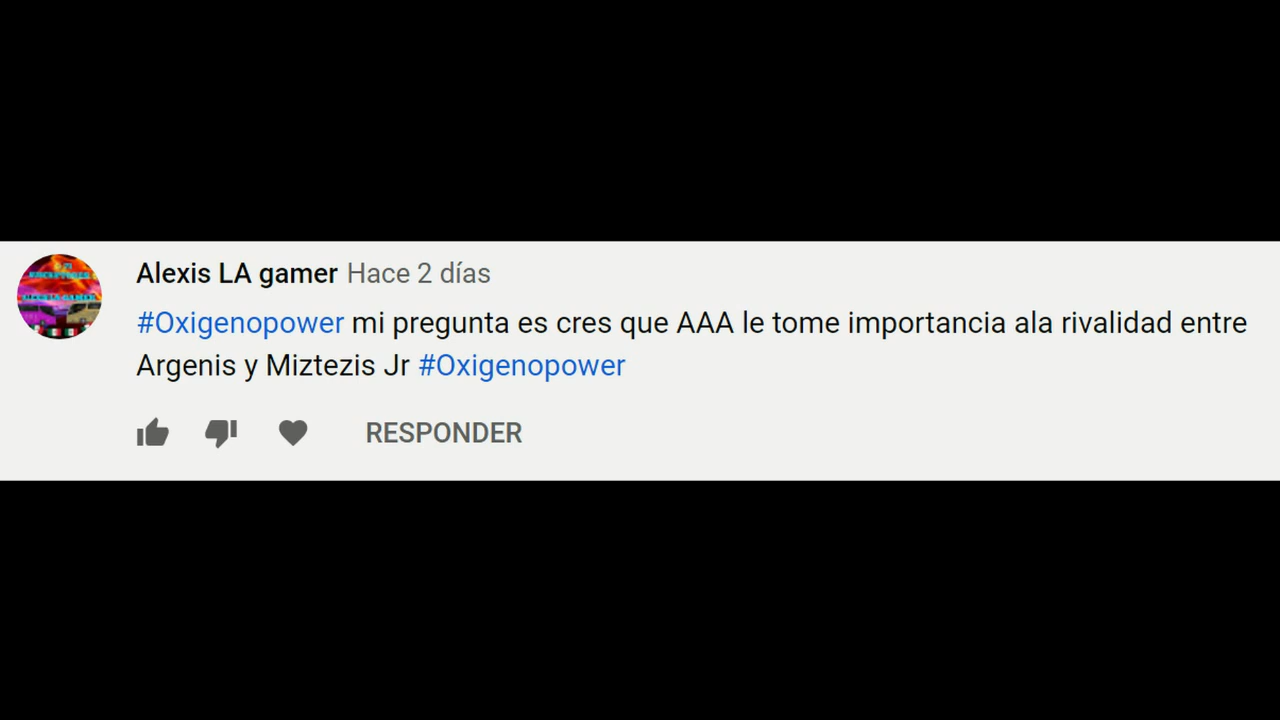 Alexis LA gamer Hace 2 días
#Oxigenopower mi pregunta es cres que AAA le tome importancia ala rivalidad entre
Argenis y Miztezis Jr #Oxigenopower
RESPONDER